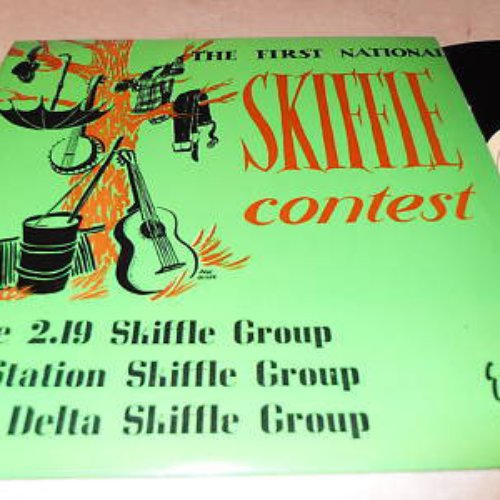 THE FIRST NATIONAL
SKIFFLE
contest
2.19 Skiffle Group
Station Skiffle Group
Delta Skiffle Group